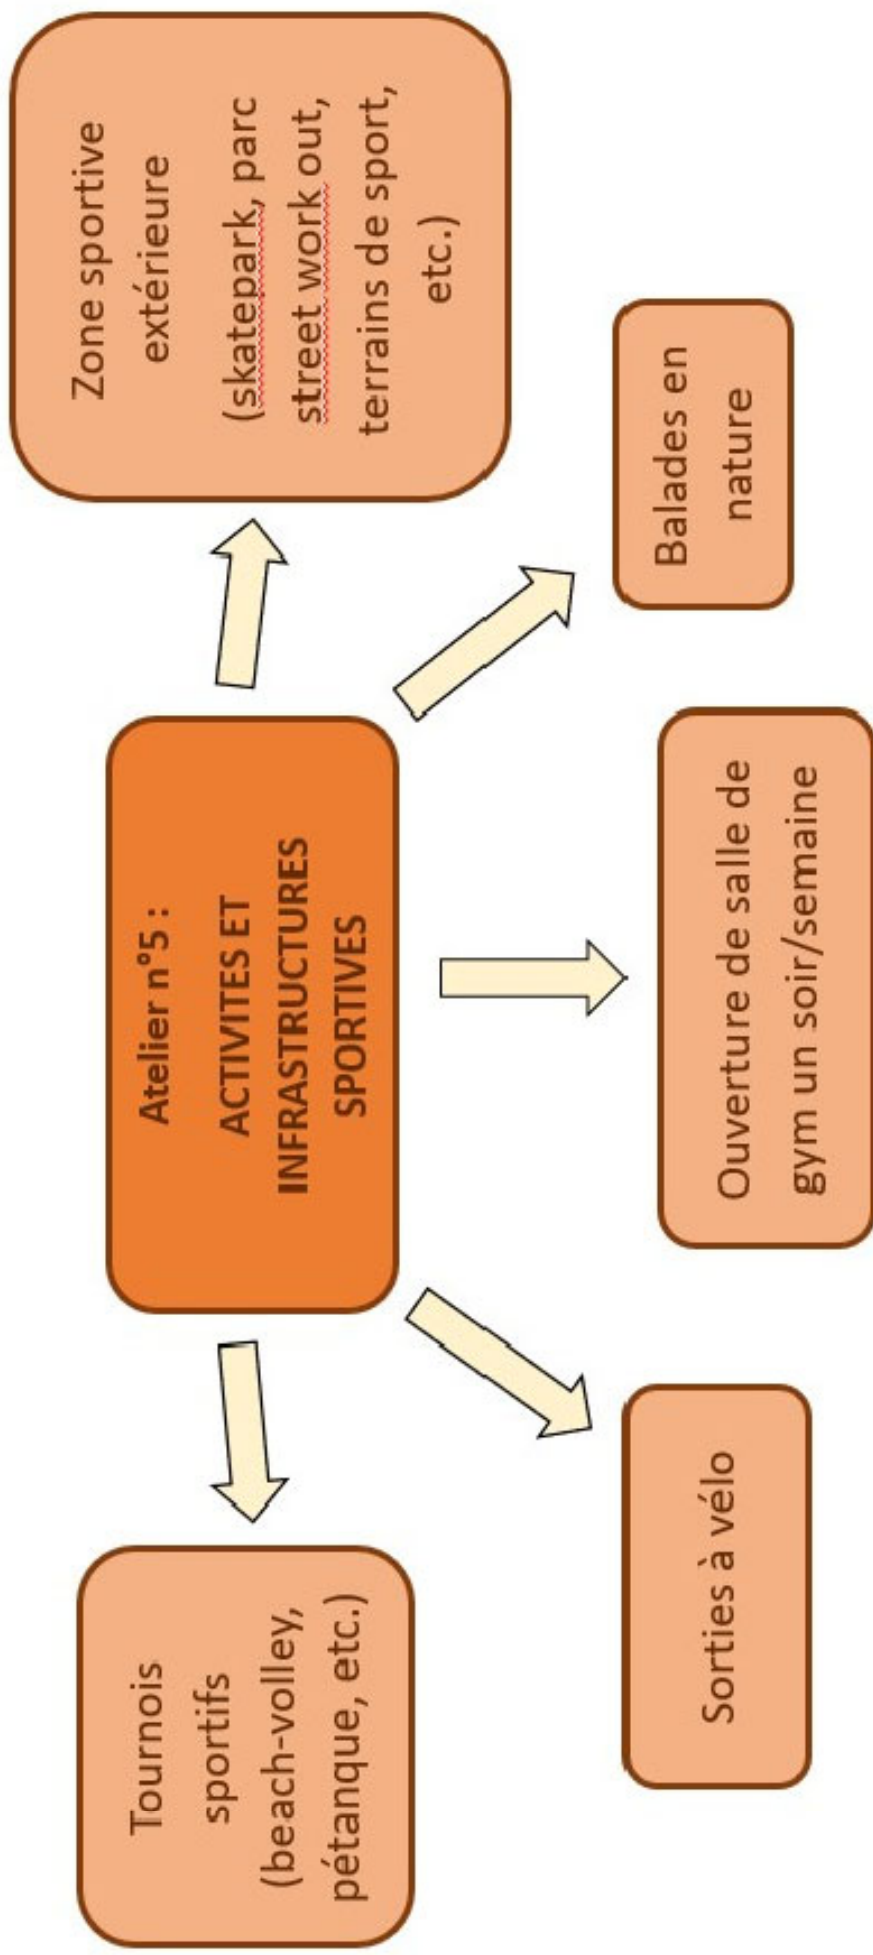 Atelier n°5 :
ACTIVITES ET
INFRASTRUCTURES
SPORTIVES
Tournois
sportifs
(beach-volley,
pétanque, etc.)
Sorties à vélo
Ouverture de salle de
gym un soir/semaine
Balades en
nature
Zone sportive
extérieure
(skatepark, parc
street work out,
terrains de sport,
etc.)